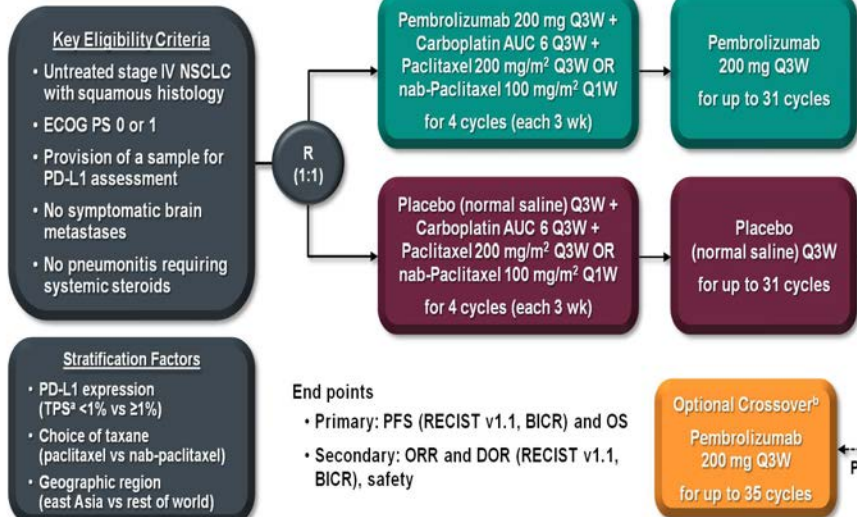 Key Eligibility Criteria
• Untreated stage IV NSCLC
with squamous histology
• ECOG PS 0 or 1
• Provision of a sample for
PD-L1 assessment
• No symptomatic brain
metastases
• No pneumonitis requiring
systemic steroids
R
(1:1)
Pembrolizumab 200 mg Q3W +
Carboplatin AUC 6 Q3W +
Paclitaxel 200 mg/m² Q3W OR
nab-Paclitaxel 100 mg/m² Q1W
for 4 cycles (each 3 wk)
Pembrolizumab
200 mg Q3W
for up to 31 cycles
Placebo (normal saline) Q3W +
Carboplatin AUC 6 Q3W +
Paclitaxel 200 mg/m² Q3W OR
nab-Paclitaxel 100 mg/m² Q1W
for 4 cycles (each 3 wk)
Placebo
(normal saline) Q3W
for up to 31 cycles
Stratification Factors
• PD-L1 expression
(TPSᵃ <1% vs ≥1%)
• Choice of taxane
(paclitaxel vs nab-paclitaxel)
• Geographic region
(east Asia vs rest of world)
End points
• Primary: PFS (RECIST v1.1, BICR) and OS
• Secondary: ORR and DOR (RECIST v1.1,
BICR), safety
Optional Crossoverᵇ
Pembrolizumab
200 mg Q3W
for up to 35 cycles
P